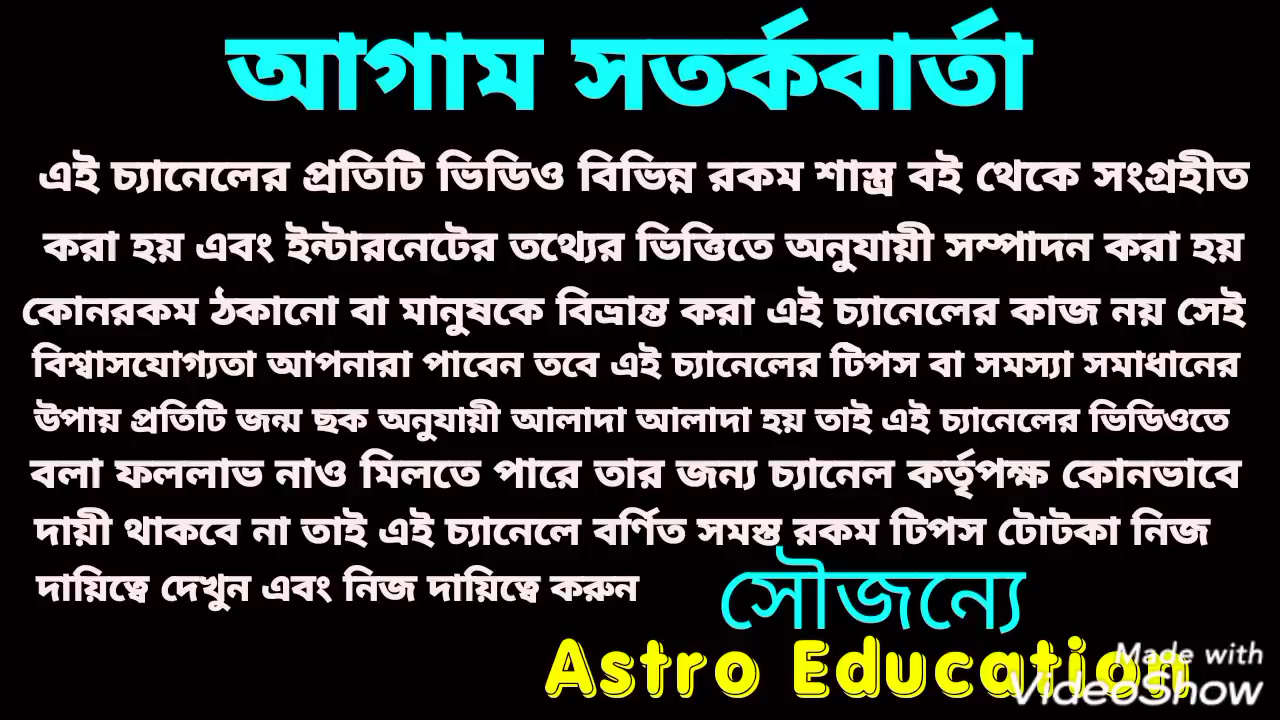 আগাম সতর্কবার্তা
এই চ্যানেলের প্রতিটি ভিডিও বিভিন্ন রকম শাস্ত্র বই থেকে সংগ্রহীত
করা হয় এবং ইন্টারনেটের তথ্যের ভিত্তিতে অনুযায়ী সম্পাদন করা হয়
কোনরকম ঠকানো বা মানুষকে বিভ্রান্ত করা এই চ্যানেলের কাজ নয় সেই
বিশ্বাসযোগ্যতা আপনারা পাবেন তবে এই চ্যানেলের টিপস বা সমস্যা সমাধানের
উপায় প্রতিটি জন্ম ছক অনুযায়ী আলাদা আলাদা হয় তাই এই চ্যানেলের ভিডিওতে
বলা ফললাভ নাও মিলতে পারে তার জন্য চ্যানেল কর্তৃপক্ষ কোনভাবে
দায়ী থাকবে না তাই এই চ্যানেলে বর্ণিত সমস্ত রকম টিপস টোটকা নিজ
দায়িত্বে দেখুন এবং নিজ দায়িত্বে করুন
সৌজন্যে
Astro Education
Made with
VideoShow